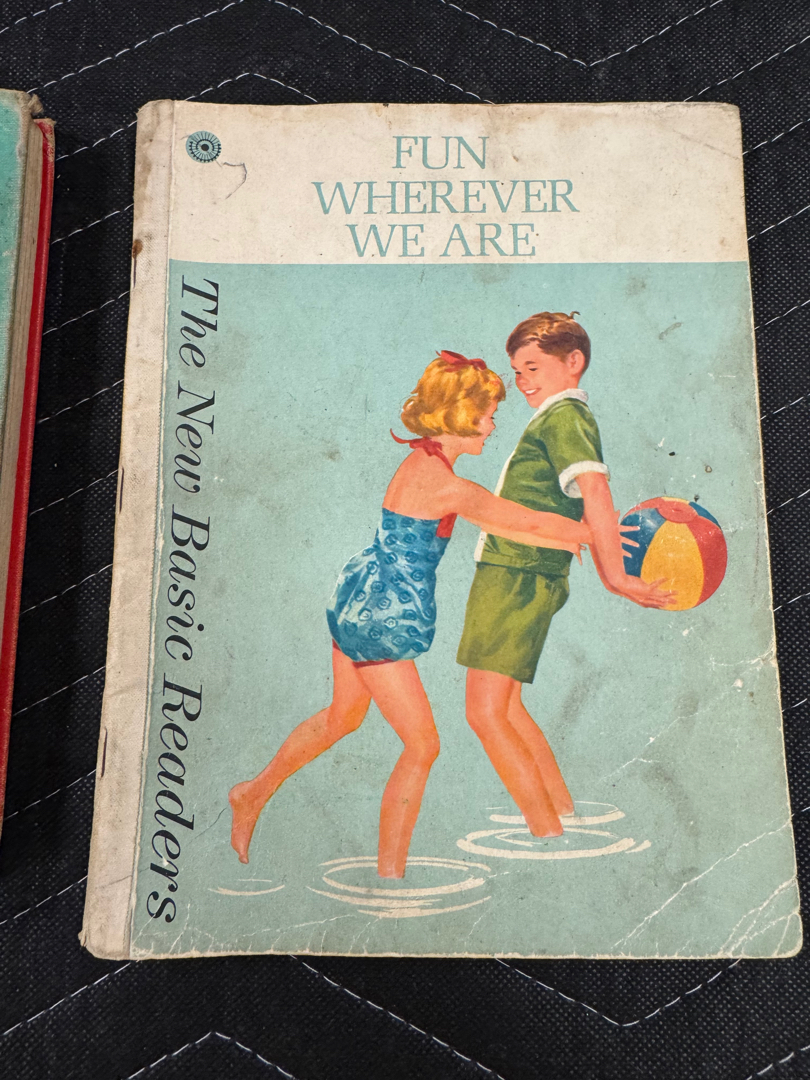 FUN
WHEREVER
WE ARE
The New Basic Readers